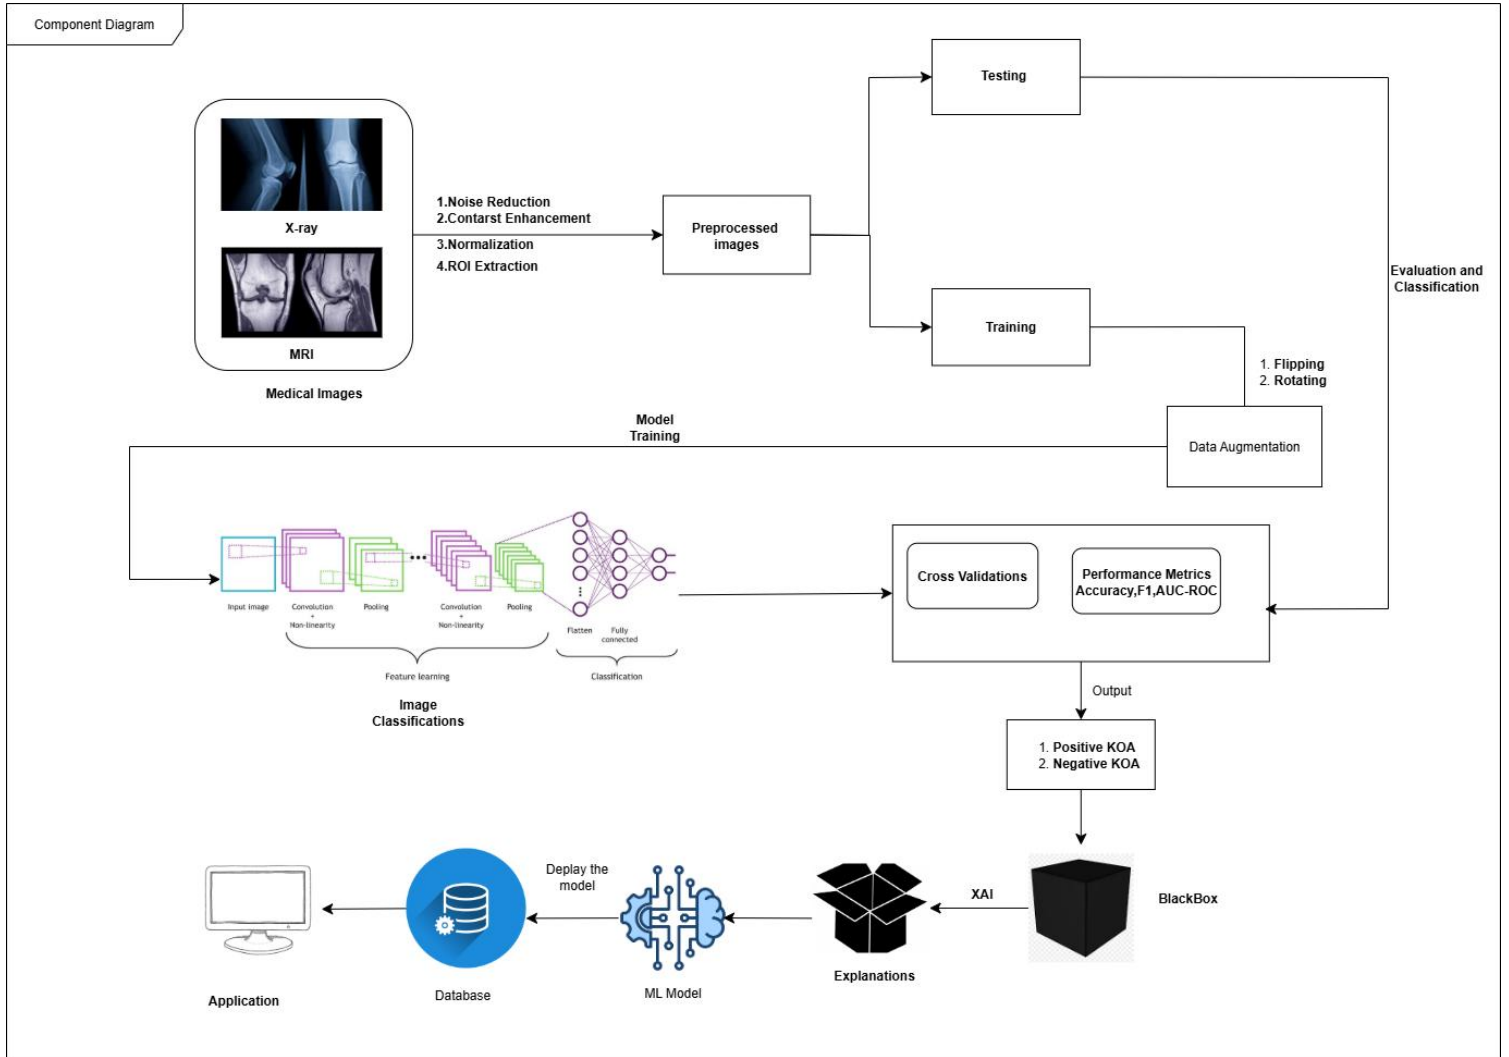 Component Diagram
Testing
X-ray
MRI
Medical Images
1.Noise Reduction
2.Contarst Enhancement
3.Normalization
4.ROI Extraction
Preprocessed
images
Training
Evaluation and
Classification
1. Flipping
2. Rotating
Data Augmentation
Model
Training
Input image
Convolution
+
Non-linearity
Pooling
Convolution
+
Non-linearity
Pooling
Flatten
Fully
connected
Feature learning
Classification
Image
Classifications
Cross Validations
Performance Metrics
Accuracy,F1,AUC-ROC
Output
1. Positive KOA
2. Negative KOA
BlackBox
XAI
Explanations
ML Model
Deplay the
model
Database
Application